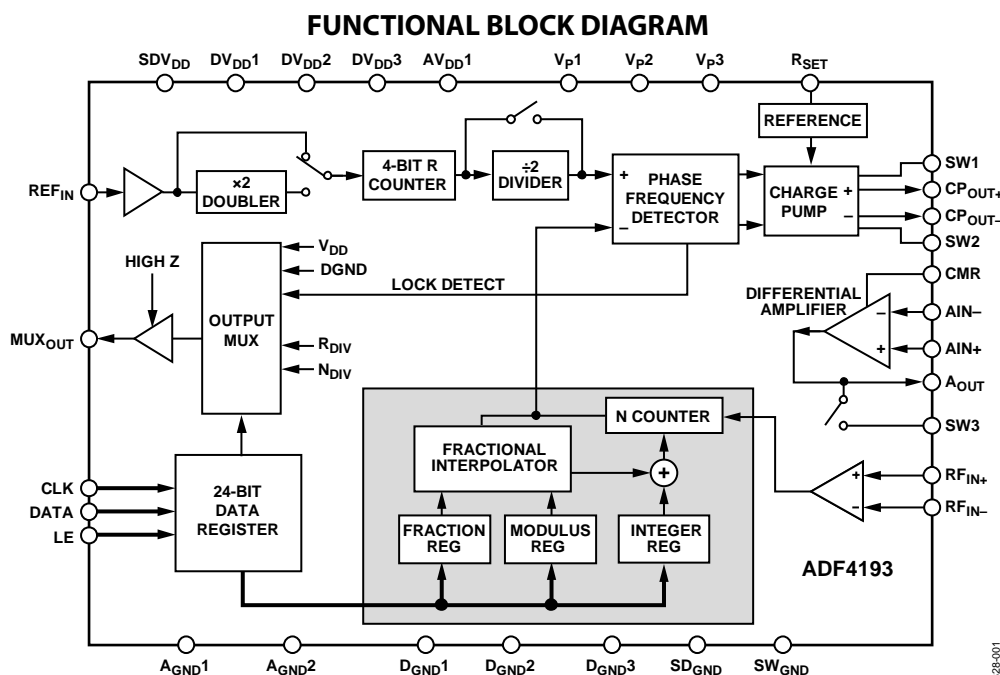 FUNCTIONAL BLOCK DIAGRAM
SDVDD DVDD1 DVDD2 DVDD3 AVDD1 VP1 VP2 VP3 RSET
REFIN
×2
DOUBLER
4-BIT R
COUNTER
÷2
DIVIDER
+
PHASE
FREQUENCY
DETECTOR
–
REFERENCE
CHARGE
PUMP
+
–
SW1
CPOUT+
CPOUT–
SW2
HIGH Z
MUXOUT
OUTPUT
MUX
VDD
DGND
LOCK DETECT
RDIV
NDIV
DIFFERENTIAL
AMPLIFIER
–
+
CMR
AIN–
AIN+
AOUT
SW3
N COUNTER
FRACTIONAL
INTERPOLATOR
+
FRACTION
REG
MODULUS
REG
INTEGER
REG
+
–
RFIN+
RFIN–
CLK
DATA
LE
24-BIT
DATA
REGISTER
ADF4193
AGND1 AGND2 DGND1 DGND2 DGND3 SDGND SWGND
28-001